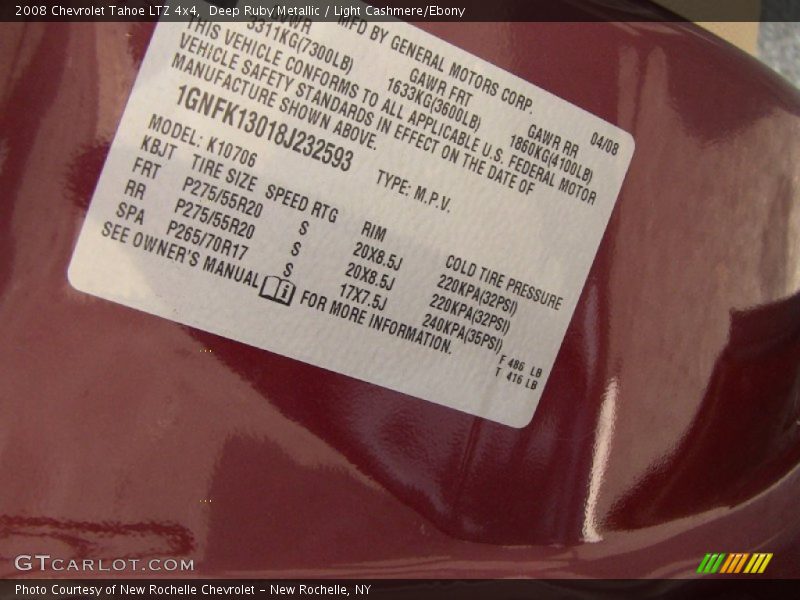 2008 Chevrolet Tahoe LTZ 4x4, Deep Ruby Metallic / Light Cashmere/Ebony
MFD BY GENERAL MOTORS CORP.
GVWR GAWR FRT GAWR RR 04/08
3311KG(7300LB) 1633KG(3600LB) 1860KG(4100LB)
THIS VEHICLE CONFORMS TO ALL APPLICABLE U.S. FEDERAL MOTOR
VEHICLE SAFETY STANDARDS IN EFFECT ON THE DATE OF
MANUFACTURE SHOWN ABOVE.
1GNFK13018J232593 TYPE: M.P.V.
MODEL: K10706
KBJT TIRE SIZE SPEED RTG RIM COLD TIRE PRESSURE
FRT P275/55R20 S 20X8.5J 220KPA(32PSI)
RR P275/55R20 S 20X8.5J 220KPA(32PSI)
SPA P265/70R17 S 17X7.5J 240KPA(35PSI)
SEE OWNER'S MANUAL i FOR MORE INFORMATION.
F 486 LB
T 416 LB
GTCARLOT.COM
Photo Courtesy of New Rochelle Chevrolet - New Rochelle, NY